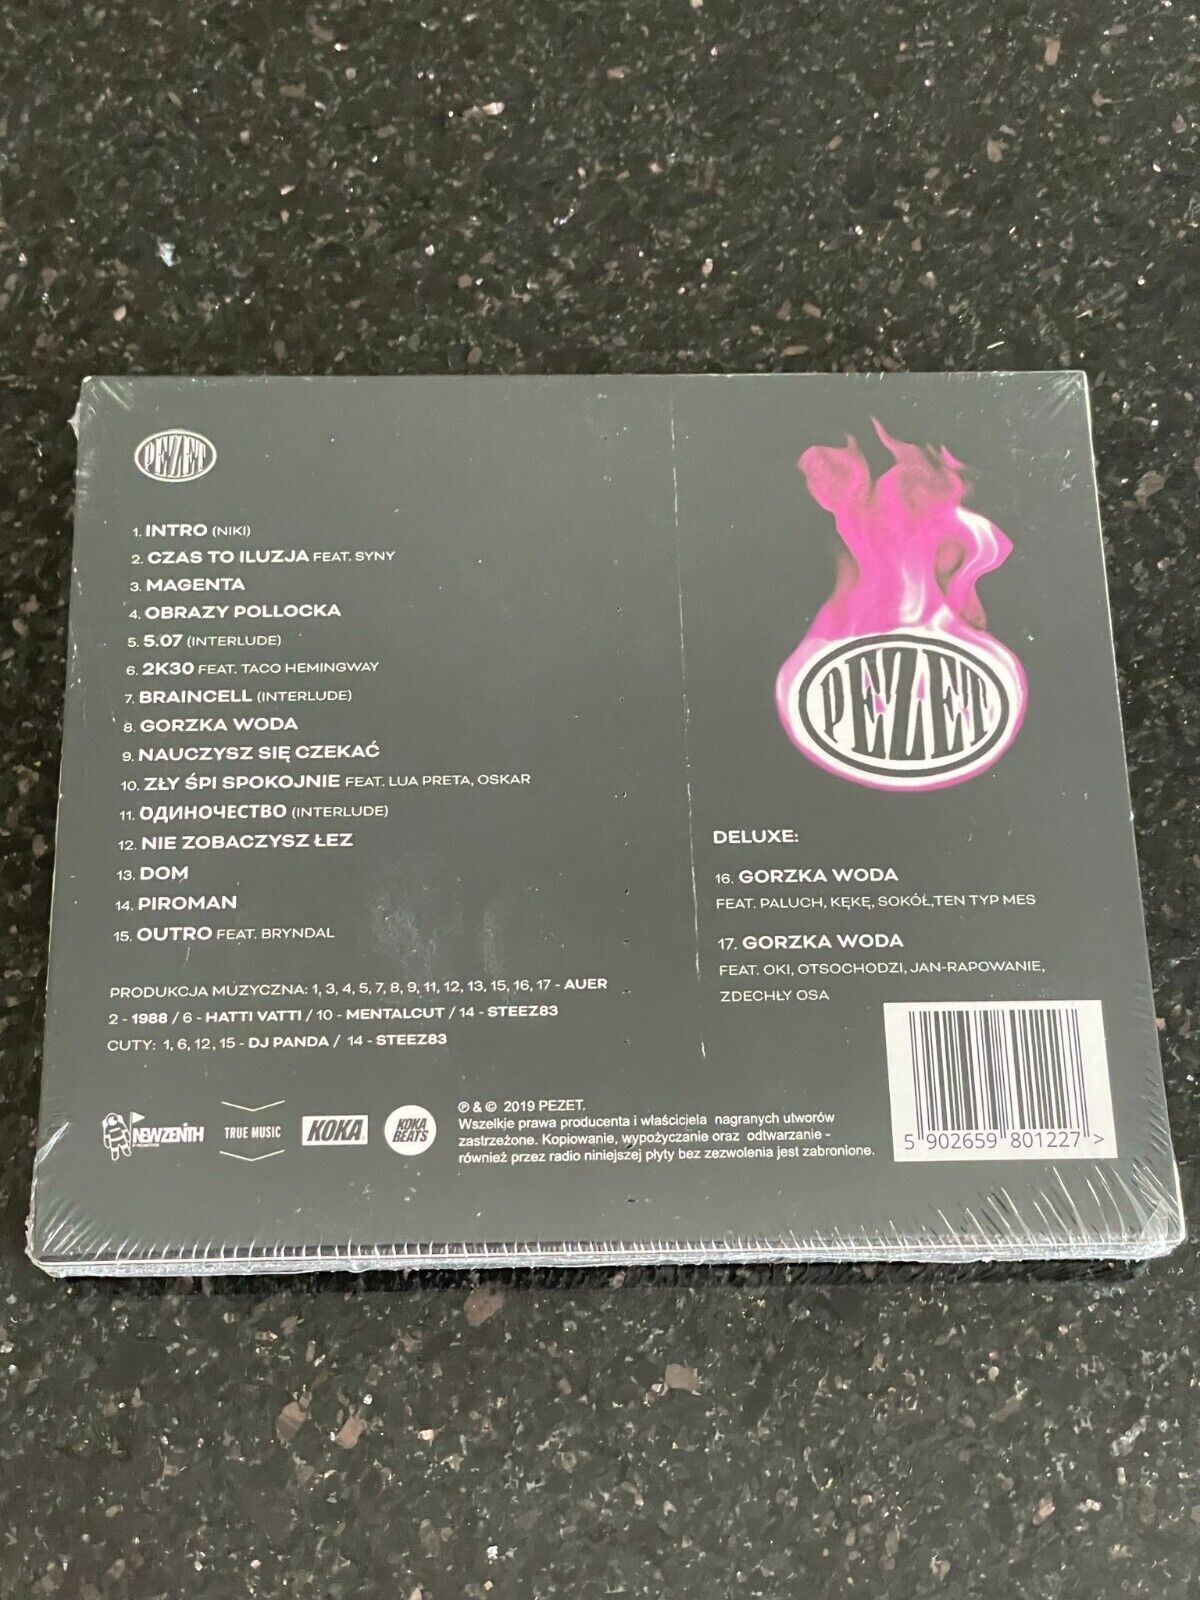 PEZET
1. INTRO (NIKI)
2. CZAS TO ILUZJA FEAT. SYNY
3. MAGENTA
4. OBRAZY POLLOCKA
5. 5.07 (INTERLUDE)
6. 2K30 FEAT. TACO HEMINGWAY
7. BRAINCELL (INTERLUDE)
8. GORZKA WODA
9. NAUCZYSZ SIĘ CZEKAĆ
10. ZŁY ŚPI SPOKOJNIE FEAT. LUA PRETA, OSKAR
11. ОДИНОЧЕСТВО (INTERLUDE)
12. NIE ZOBACZYSZ ŁEZ
13. DOM
14. PIROMAN
15. OUTRO FEAT. BRYNDAL
PRODUKCJA MUZYCZNA: 1, 3, 4, 5, 7, 8, 9, 11, 12, 13, 15, 16, 17 - AUER
2 - 1988 / 6 - HATTI VATTI / 10 - MENTALCUT / 14 - STEEZ83
CUTY: 1, 6, 12, 15 - DJ PANDA / 14 - STEEZ83
PEZET
DELUXE:
16. GORZKA WODA
FEAT. PALUCH, KĘKĘ, SOKÓŁ,TEN TYP MES
17. GORZKA WODA
FEAT. OKI, OTSOCHODZI, JAN-RAPOWANIE,
ZDECHŁY OSA
NEWZENITH
TRUE MUSIC
KOKA
KOKA
BEATS
℗ & © 2019 PEZET.
Wszelkie prawa producenta i właściciela nagranych utworów
zastrzeżone. Kopiowanie, wypożyczanie oraz odtwarzanie -
również przez radio niniejszej płyty bez zezwolenia jest zabronione.
5 902659 801227 >